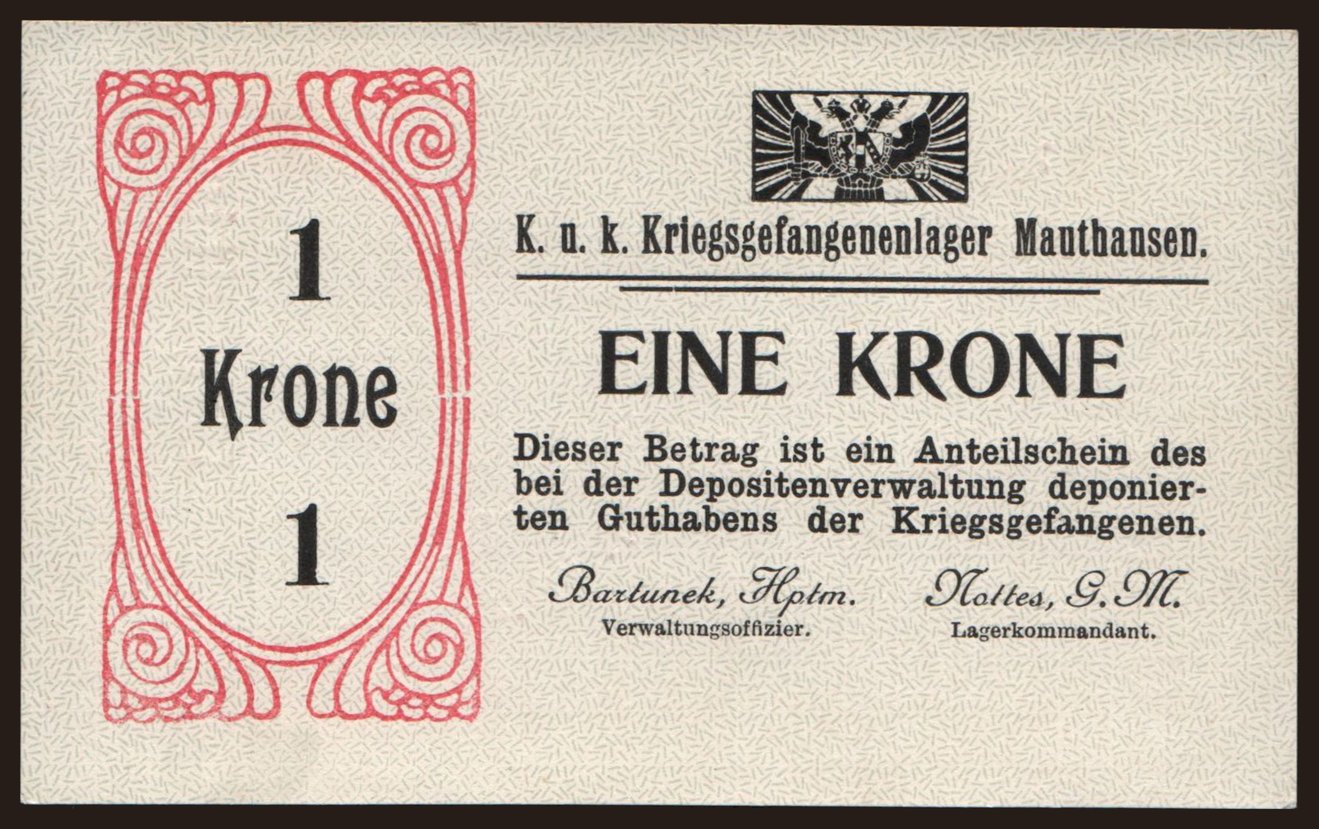 1
Krone
1
K. u. k. Kriegsgefangenenlager Mauthausen.
EINE KRONE
Dieser Betrag ist ein Anteilschein des
bei der Depositenverwaltung deponier-
ten Guthabens der Kriegsgefangenen.
Bartunek, Hptm. Nottes, G. M.
Verwaltungsoffizier. Lagerkommandant.